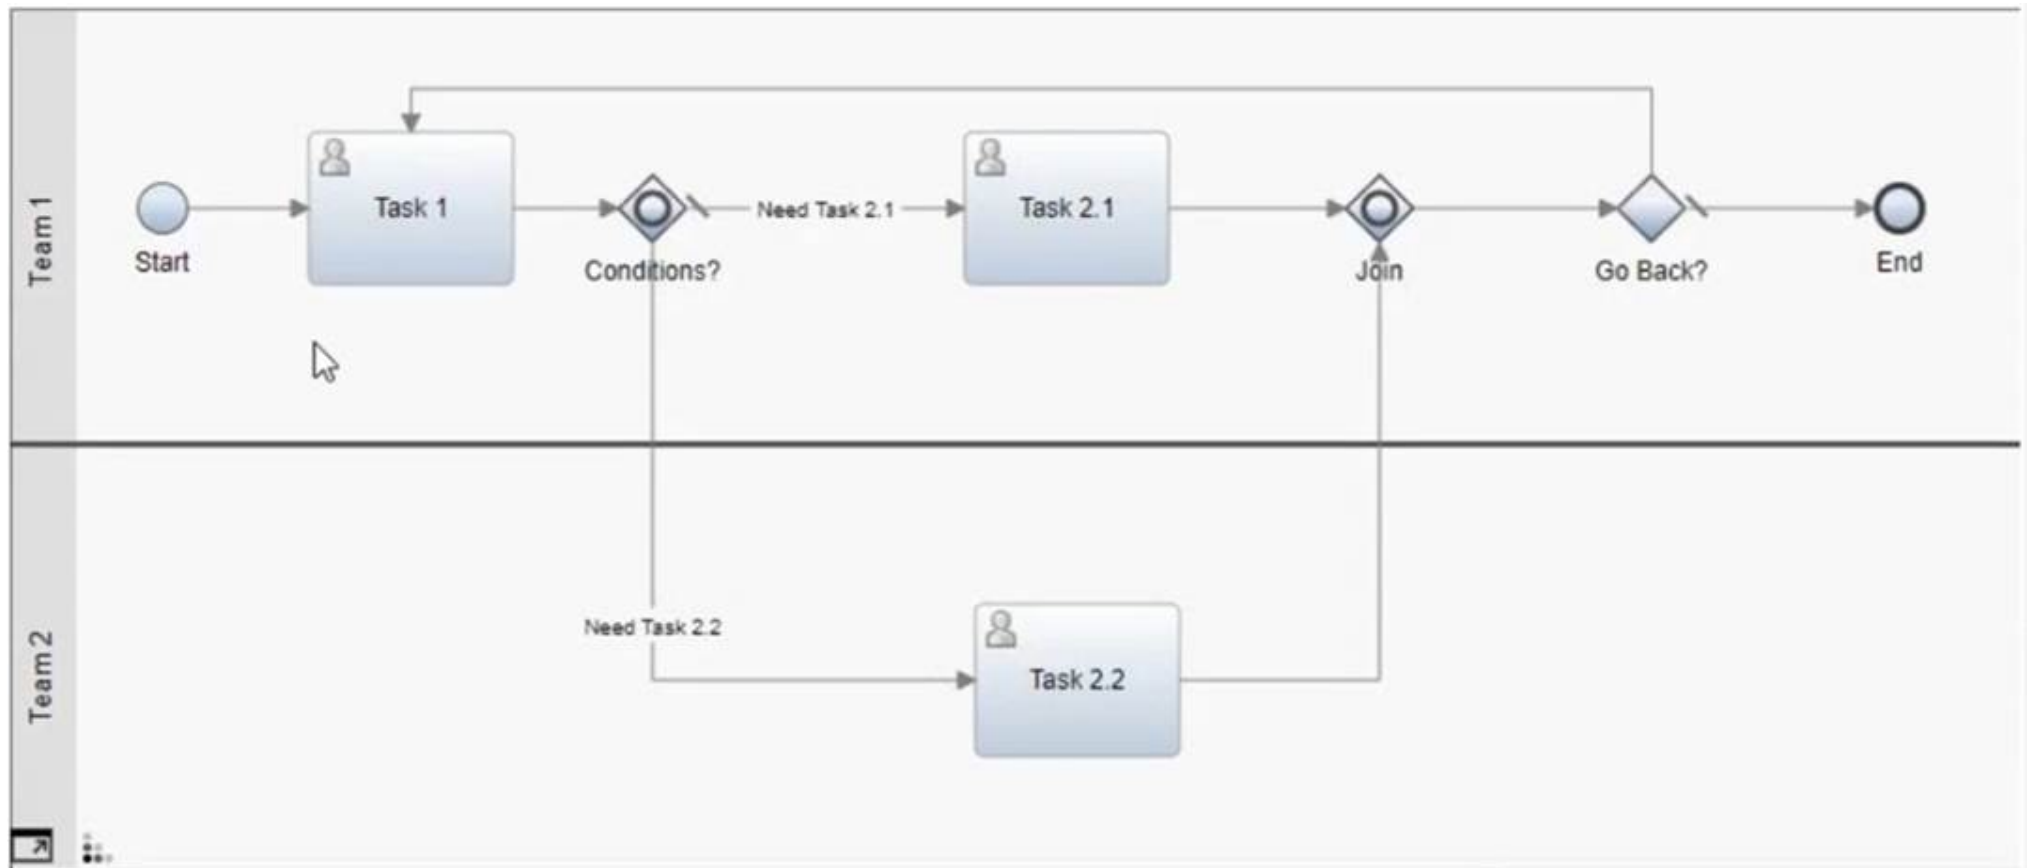 Team 1
Start
Task 1
Conditions?
Need Task 2.1
Task 2.1
Join
Go Back?
End
Team 2
Need Task 2.2
Task 2.2